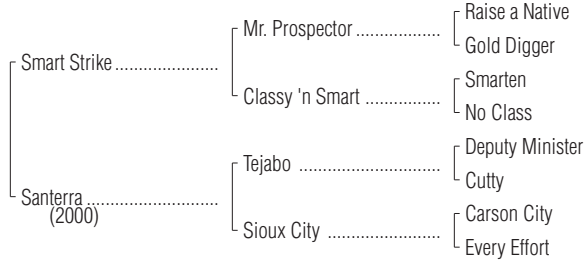 Raise a Native
Mr. Prospector ..................
Gold Digger
Smart Strike ......................
Smarten
Classy 'n Smart ................
No Class
Deputy Minister
Tejabo ..............................
Cutty
Santerra ............................
(2000)
Carson City
Sioux City ........................
Every Effort